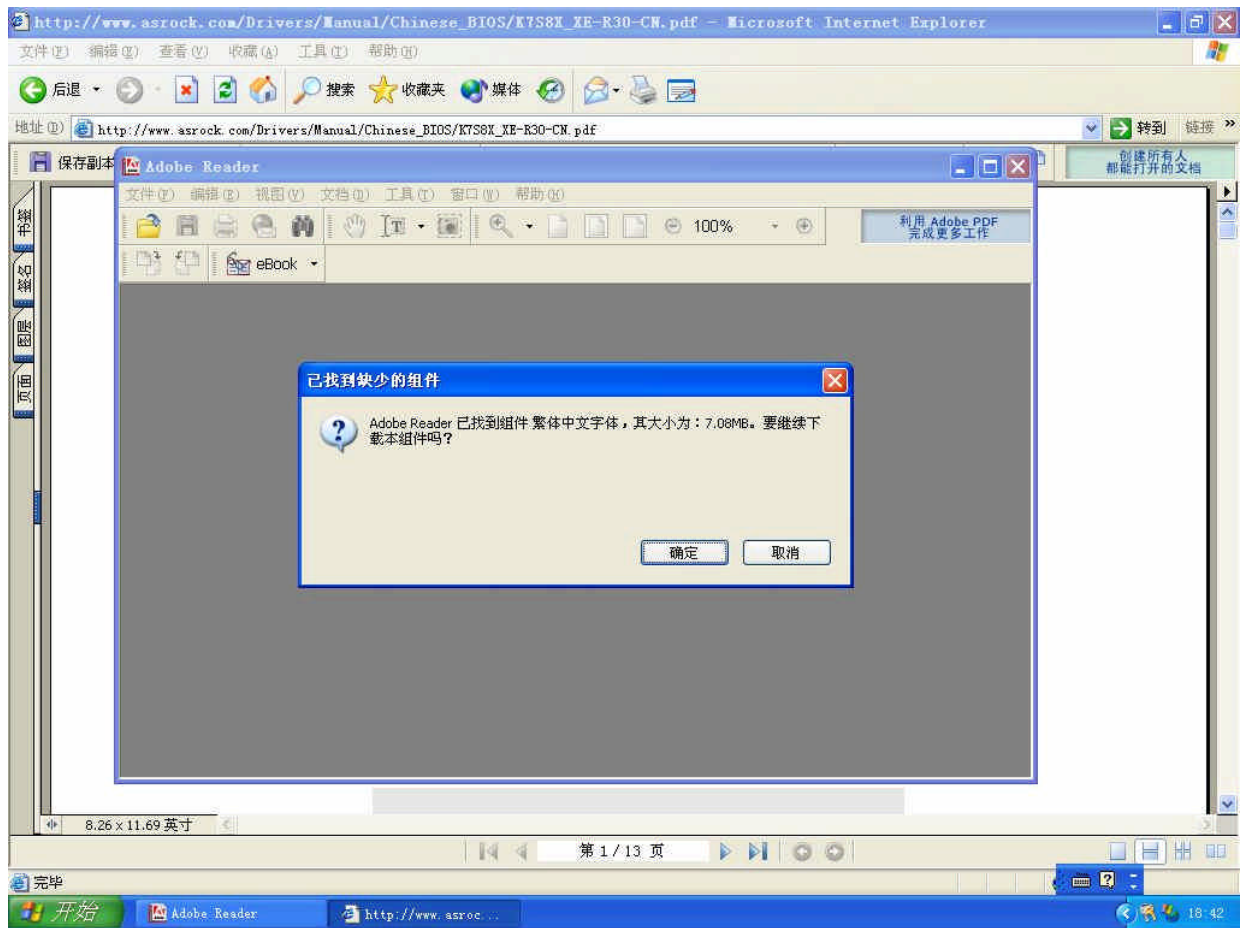 http://www.asrock.com/Drivers/Manual/Chinese_BIOS/K7S8X_XE-R30-CN.pdf - Microsoft Internet Explorer
文件(F) 编辑(E) 查看(V) 收藏(A) 工具(T) 帮助(H)
后退 搜索 收藏夹 媒体
地址(D) http://www.asrock.com/Drivers/Manual/Chinese_BIOS/K7S8X_XE-R30-CN.pdf 转到 链接 »
保存副本
创建所有人
都能打开的文档
Adobe Reader
文件(F) 编辑(E) 视图(V) 文档(D) 工具(T) 窗口(W) 帮助(H)
100%
利用 Adobe PDF
完成更多工作
eBook
签名
图层
页面
已找到缺少的组件
Adobe Reader 已找到组件 繁体中文字体，其大小为：7.08MB。要继续下
载本组件吗？
确定 取消
8.26 x 11.69 英寸
第 1 / 13 页
完毕
开始 Adobe Reader http://www.asroc... 18:42